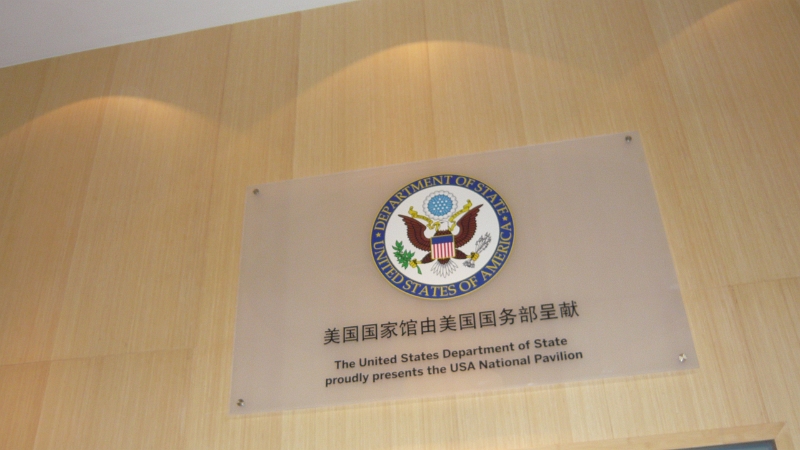 DEPARTMENT OF STATE
UNITED STATES OF AMERICA
美国国家馆由美国国务部呈献
The United States Department of State
proudly presents the USA National Pavilion